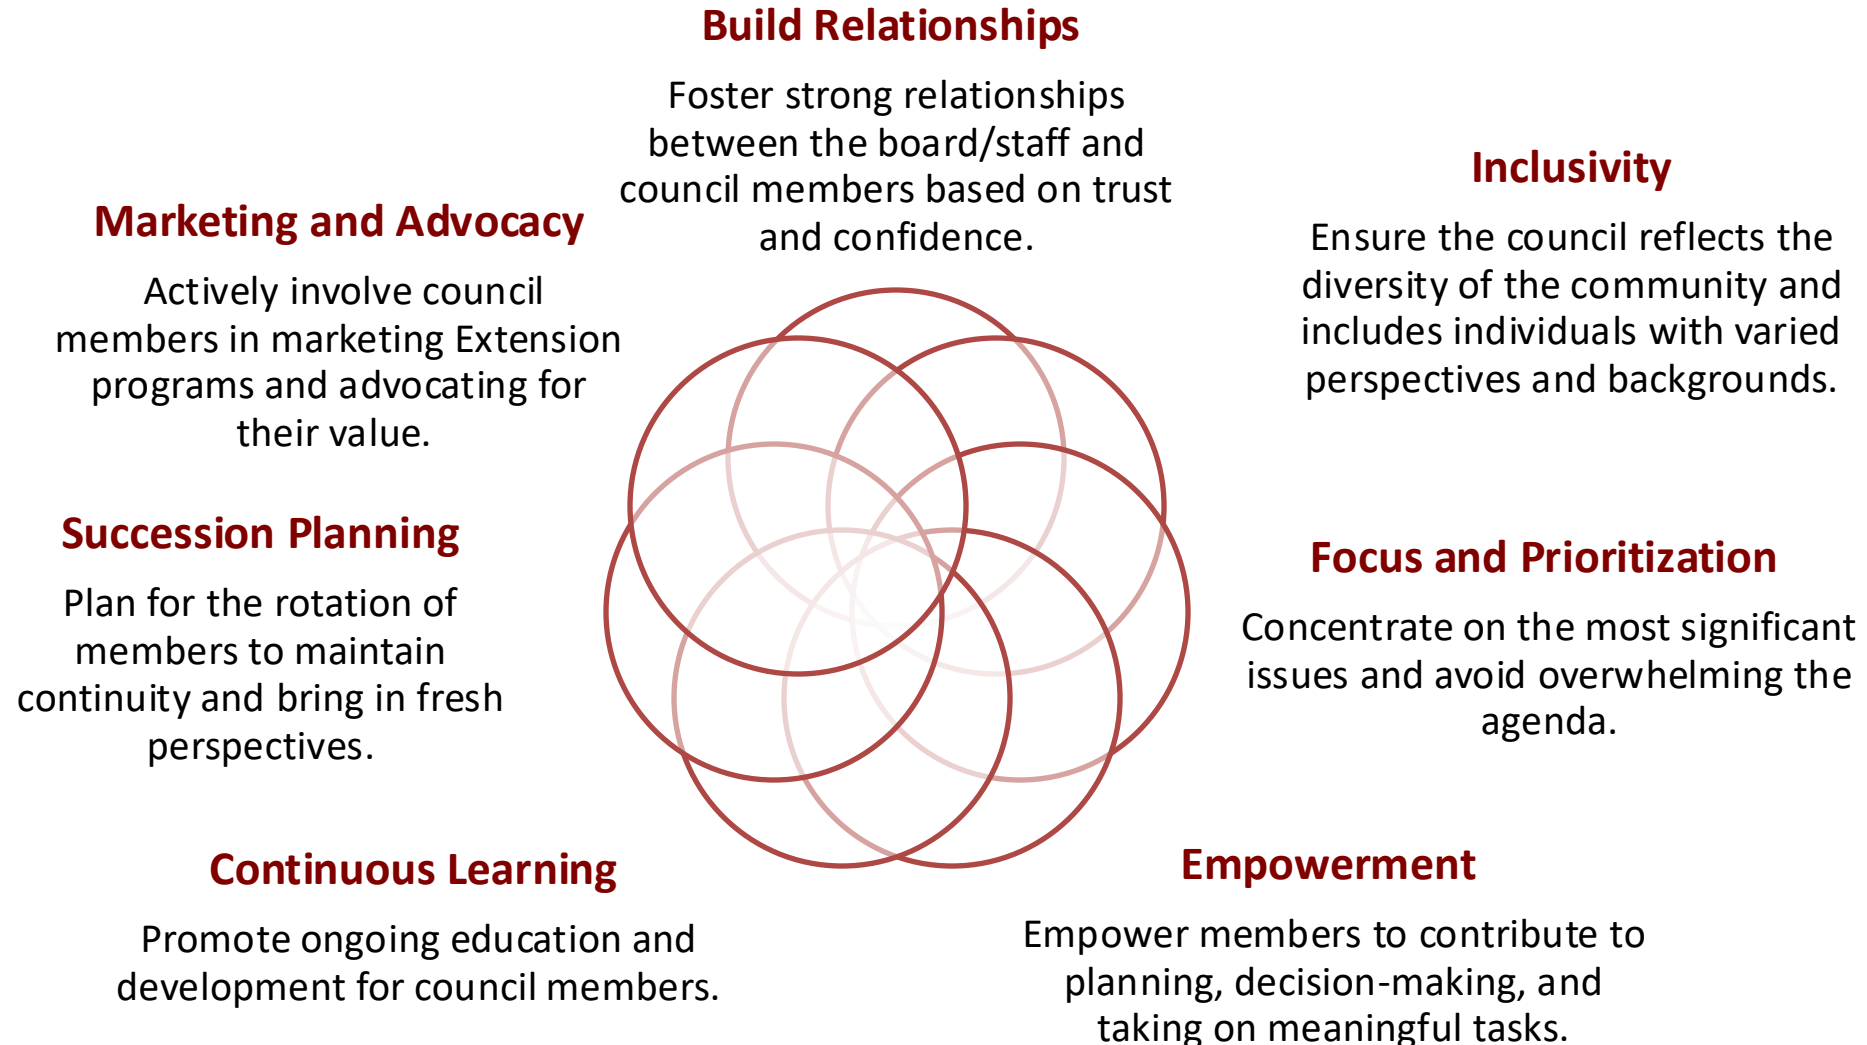 Build Relationships
Foster strong relationships
between the board/staff and
council members based on trust
and confidence.
Inclusivity
Ensure the council reflects the
diversity of the community and
includes individuals with varied
perspectives and backgrounds.
Focus and Prioritization
Concentrate on the most significant
issues and avoid overwhelming the
agenda.
Empowerment
Empower members to contribute to
planning, decision-making, and
taking on meaningful tasks.
Continuous Learning
Promote ongoing education and
development for council members.
Succession Planning
Plan for the rotation of
members to maintain
continuity and bring in fresh
perspectives.
Marketing and Advocacy
Actively involve council
members in marketing Extension
programs and advocating for
their value.